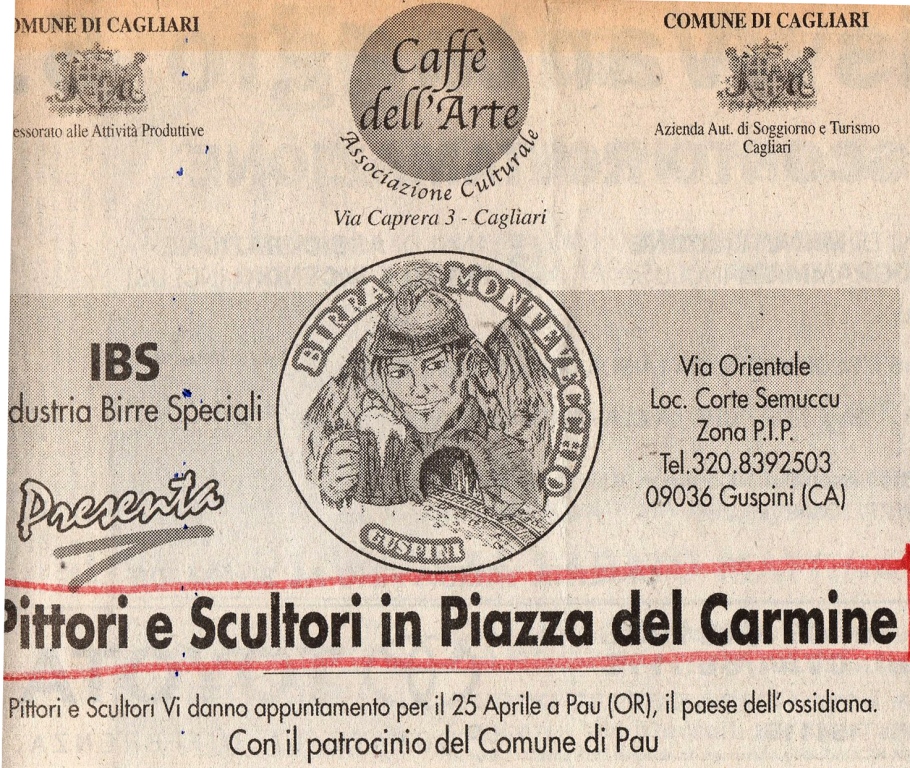 OMUNE DI CAGLIARI
essorato alle Attività Produttive
Caffè
dell'Arte
Associazione Culturale
Via Caprera 3 - Cagliari
COMUNE DI CAGLIARI
Azienda Aut. di Soggiorno e Turismo
Cagliari
IBS
dustria Birre Speciali
Presenta
BIRRA MONTEVECCHIO
GUSPINI
Via Orientale
Loc. Corte Semuccu
Zona P.I.P.
Tel.320.8392503
09036 Guspini (CA)
Pittori e Scultori in Piazza del Carmine
Pittori e Scultori Vi danno appuntamento per il 25 Aprile a Pau (OR), il paese dell'ossidiana.
Con il patrocinio del Comune di Pau